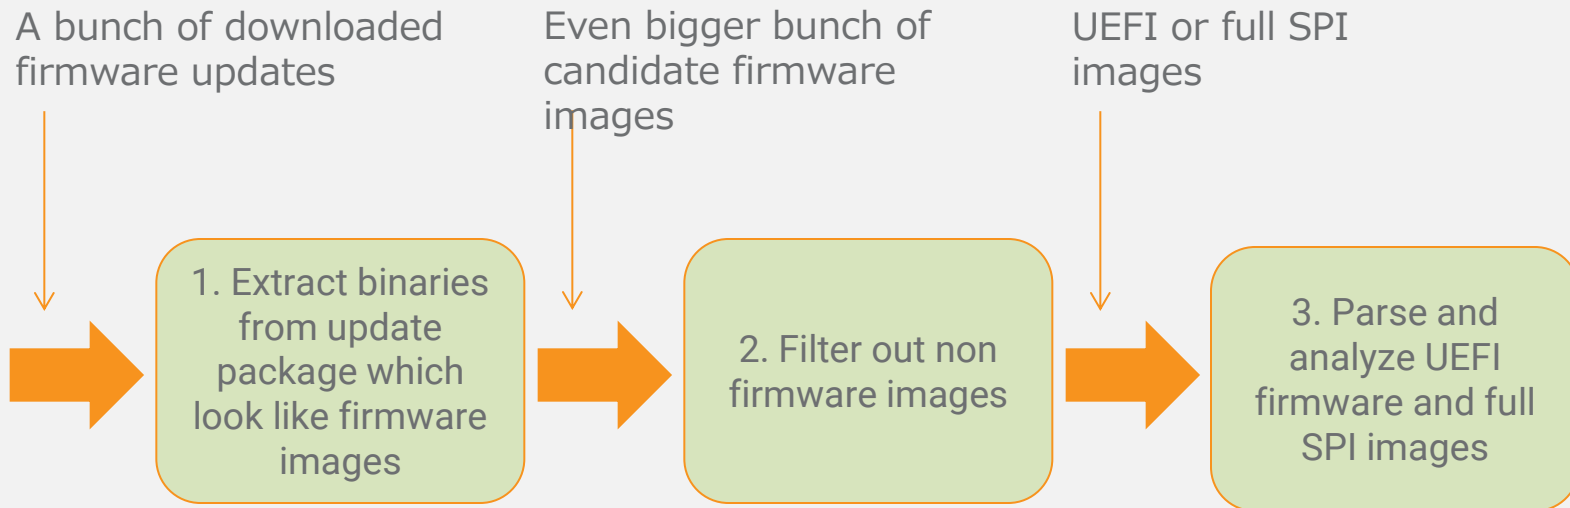 A bunch of downloaded
firmware updates
Even bigger bunch of
candidate firmware
images
UEFI or full SPI
images
1. Extract binaries
from update
package which
look like firmware
images
2. Filter out non
firmware images
3. Parse and
analyze UEFI
firmware and full
SPI images